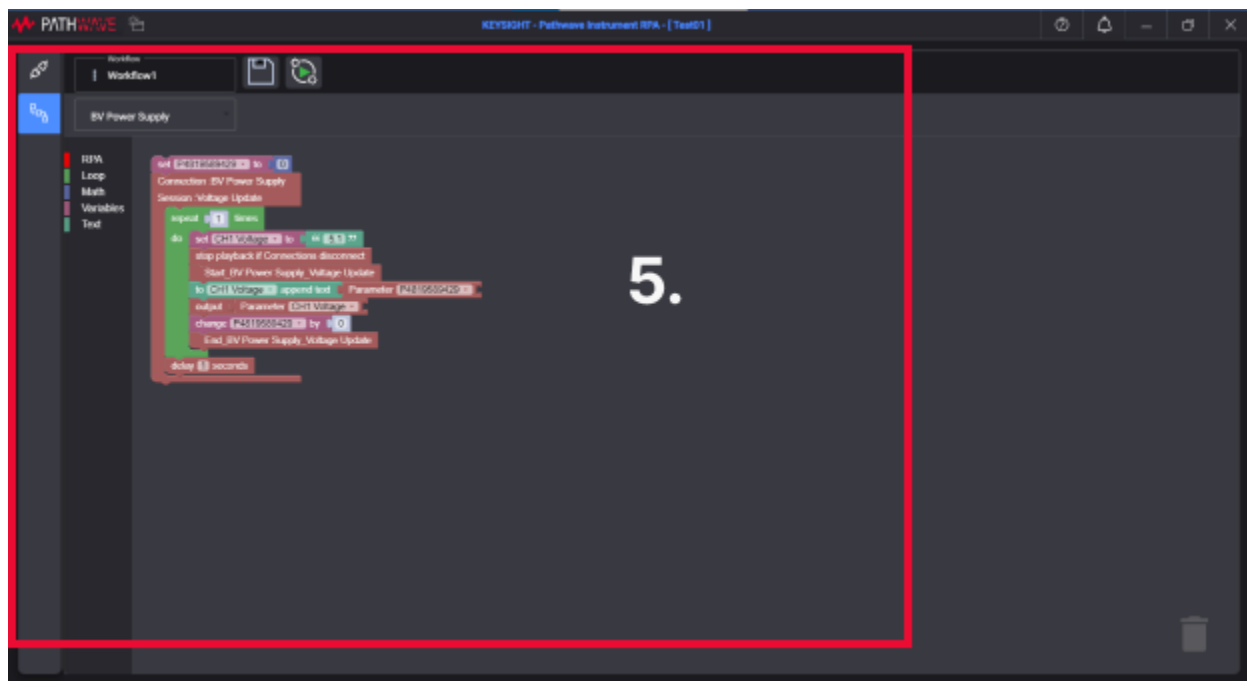 PATHWAVE
KEYSIGHT - Pathwave Instrument RPA - [ Test01 ]
Workflow
Workflow1
BV Power Supply
RPA
Loop
Math
Variables
Text
set P4819589429 to 0
Connection :BV Power Supply
Session :Voltage Update
repeat 1 times
do set CH1 Voltage to “ 5.1 ”
stop playback if Connections disconnect
Start_BV Power Supply_Voltage Update
to CH1 Voltage append text Parameter P4819589429
output Parameter CH1 Voltage
change P4819589429 by 0
End_BV Power Supply_Voltage Update
delay seconds
5.